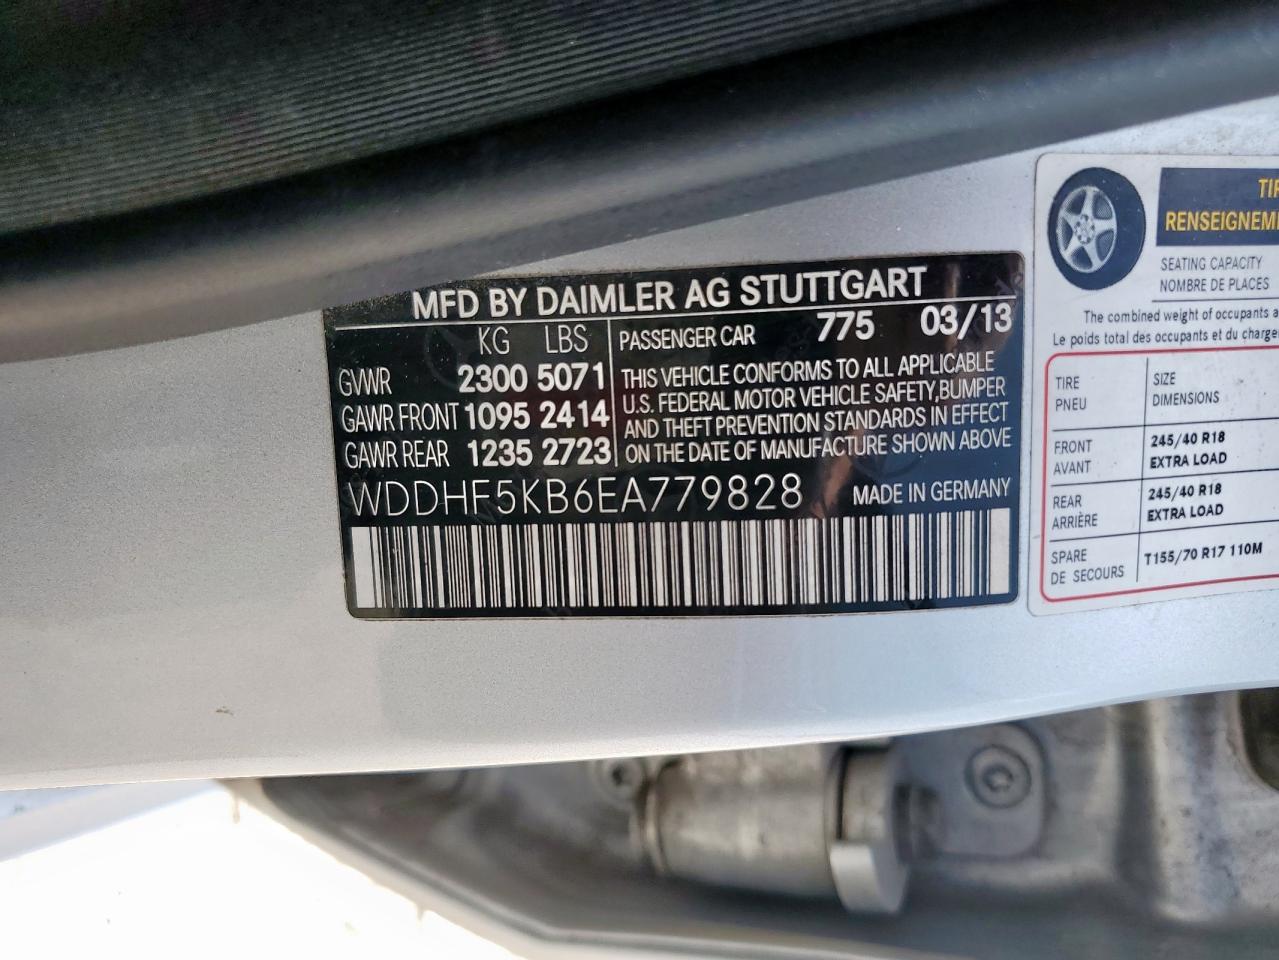 MFD BY DAIMLER AG STUTTGART
KG LBS PASSENGER CAR 775 03/13
GVWR 2300 5071
GAWR FRONT 1095 2414
GAWR REAR 1235 2723
THIS VEHICLE CONFORMS TO ALL APPLICABLE
U.S. FEDERAL MOTOR VEHICLE SAFETY,BUMPER
AND THEFT PREVENTION STANDARDS IN EFFECT
ON THE DATE OF MANUFACTURE SHOWN ABOVE
WDDHF5KB6EA779828 MADE IN GERMANY
SEATING CAPACITY
NOMBRE DE PLACES
The combined weight of occupants
Le poids total des occupants et du
TIRE
PNEU
SIZE
DIMENSIONS
FRONT
AVANT
245/40 R18
EXTRA LOAD
REAR
ARRIÈRE
245/40 R18
EXTRA LOAD
SPARE
DE SECOURS
T155/70 R17 110M